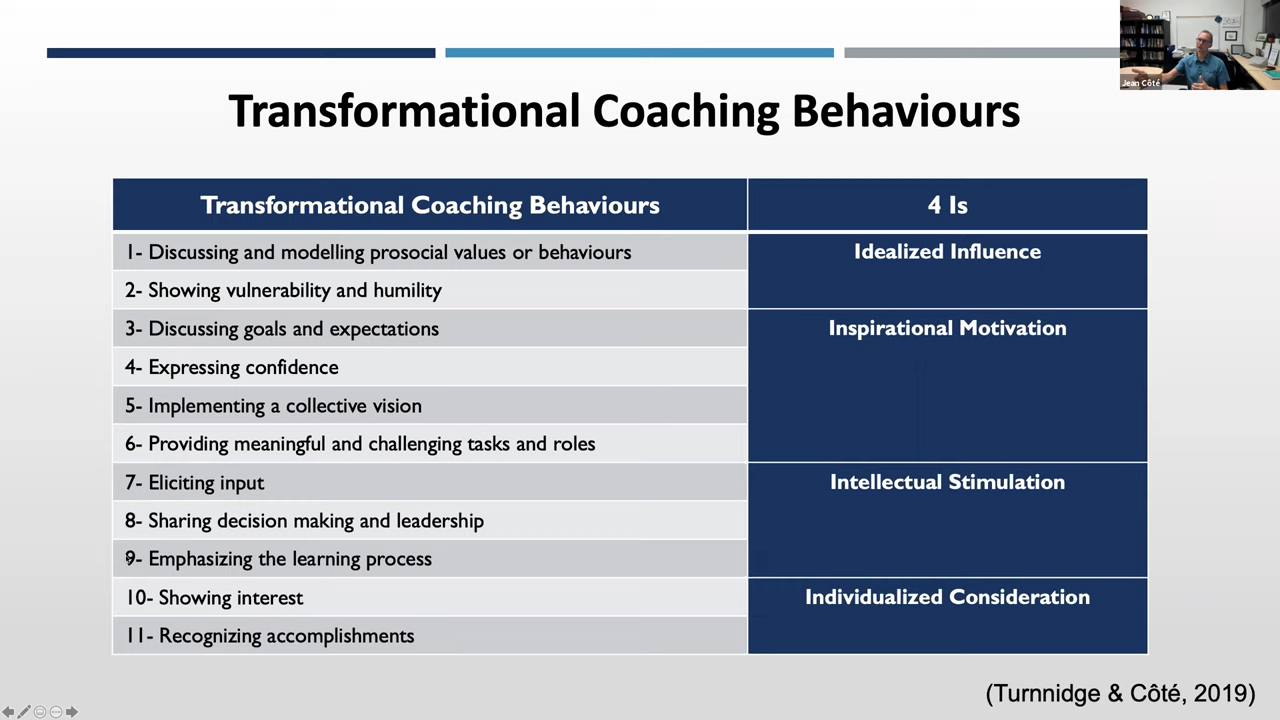 Jean Côté
Transformational Coaching Behaviours
Transformational Coaching Behaviours 4 Is
1- Discussing and modelling prosocial values or behaviours Idealized Influence
2- Showing vulnerability and humility
3- Discussing goals and expectations Inspirational Motivation
4- Expressing confidence
5- Implementing a collective vision
6- Providing meaningful and challenging tasks and roles
7- Eliciting input Intellectual Stimulation
8- Sharing decision making and leadership
9- Emphasizing the learning process
10- Showing interest Individualized Consideration
11- Recognizing accomplishments
(Turnnidge & Côté, 2019)